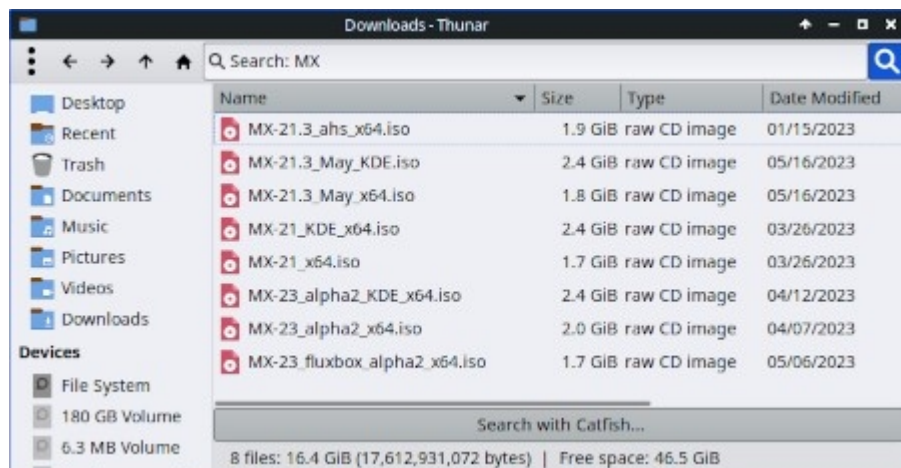 Downloads - Thunar
Search: MX
Name Size Type Date Modified
Desktop
Recent
Trash
Documents
Music
Pictures
Videos
Downloads
Devices
File System
180 GB Volume
6.3 MB Volume
MX-21.3_ahs_x64.iso 1.9 GiB raw CD image 01/15/2023
MX-21.3_May_KDE.iso 2.4 GiB raw CD image 05/16/2023
MX-21.3_May_x64.iso 1.8 GiB raw CD image 05/16/2023
MX-21_KDE_x64.iso 2.4 GiB raw CD image 03/26/2023
MX-21_x64.iso 1.7 GiB raw CD image 03/26/2023
MX-23_alpha2_KDE_x64.iso 2.4 GiB raw CD image 04/12/2023
MX-23_alpha2_x64.iso 2.0 GiB raw CD image 04/07/2023
MX-23_fluxbox_alpha2_x64.iso 1.7 GiB raw CD image 05/06/2023
Search with Catfish...
8 files: 16.4 GiB (17,612,931,072 bytes) | Free space: 46.5 GiB